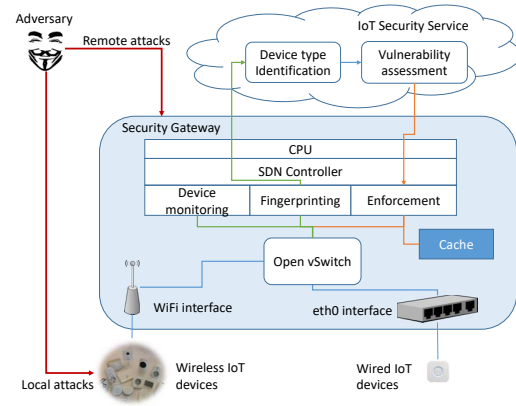 Adversary
Remote attacks
IoT Security Service
Device type
Identification
Vulnerability
assessment
Security Gateway
CPU
SDN Controller
Device
monitoring
Fingerprinting
Enforcement
Cache
Open vSwitch
WiFi interface
eth0 interface
Local attacks
Wireless IoT
devices
Wired IoT
devices